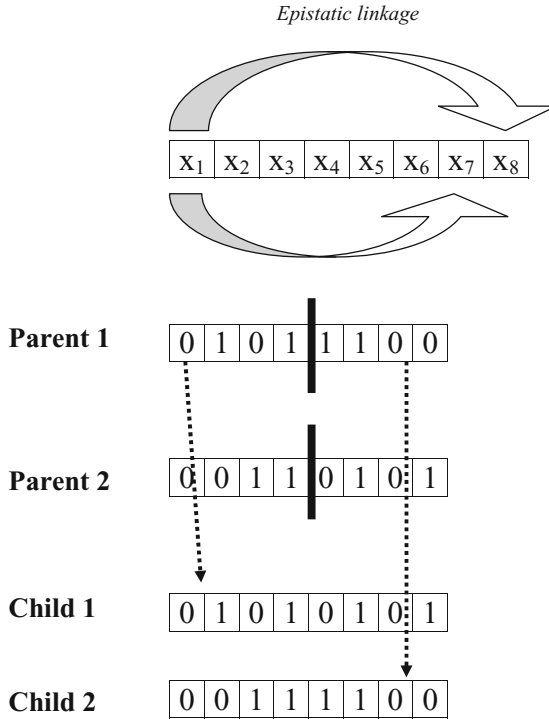 Epistatic linkage
x₁ x₂ x₃ x₄ x₅ x₆ x₇ x₈
Parent 1 0 1 0 1 1 1 0 0
Parent 2 0 0 1 1 0 1 0 1
Child 1 0 1 0 1 0 1 0 1
Child 2 0 0 1 1 1 1 0 0